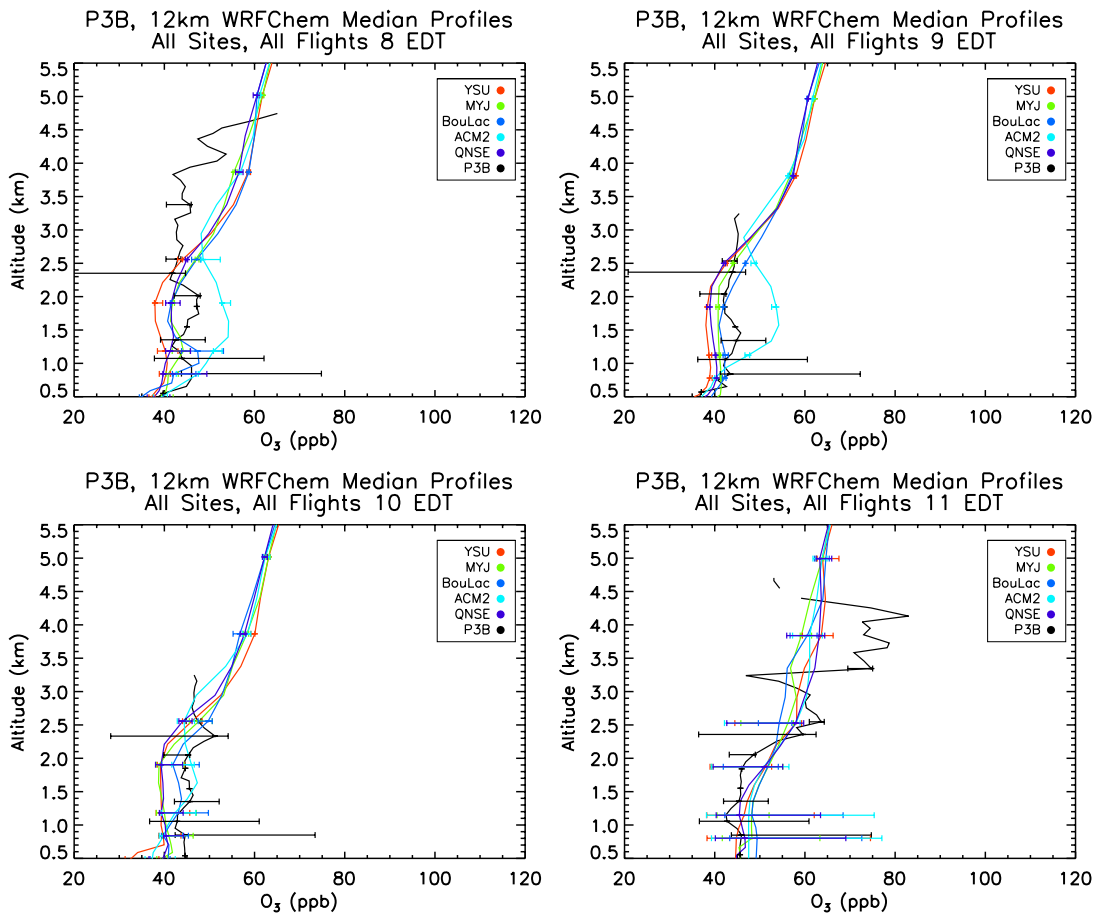 P3B, 12km WRFChem Median Profiles
All Sites, All Flights 8 EDT
5.5
5.0
4.5
4.0
3.5
3.0
2.5
2.0
1.5
1.0
0.5
Altitude (km)
YSU
MYJ
BouLac
ACM2
QNSE
P3B
20 40 60 80 100 120
O3 (ppb)
P3B, 12km WRFChem Median Profiles
All Sites, All Flights 9 EDT
5.5
5.0
4.5
4.0
3.5
3.0
2.5
2.0
1.5
1.0
0.5
Altitude (km)
YSU
MYJ
BouLac
ACM2
QNSE
P3B
20 40 60 80 100 120
O3 (ppb)
P3B, 12km WRFChem Median Profiles
All Sites, All Flights 10 EDT
5.5
5.0
4.5
4.0
3.5
3.0
2.5
2.0
1.5
1.0
0.5
Altitude (km)
YSU
MYJ
BouLac
ACM2
QNSE
P3B
20 40 60 80 100 120
O3 (ppb)
P3B, 12km WRFChem Median Profiles
All Sites, All Flights 11 EDT
5.5
5.0
4.5
4.0
3.5
3.0
2.5
2.0
1.5
1.0
0.5
Altitude (km)
YSU
MYJ
BouLac
ACM2
QNSE
P3B
20 40 60 80 100 120
O3 (ppb)